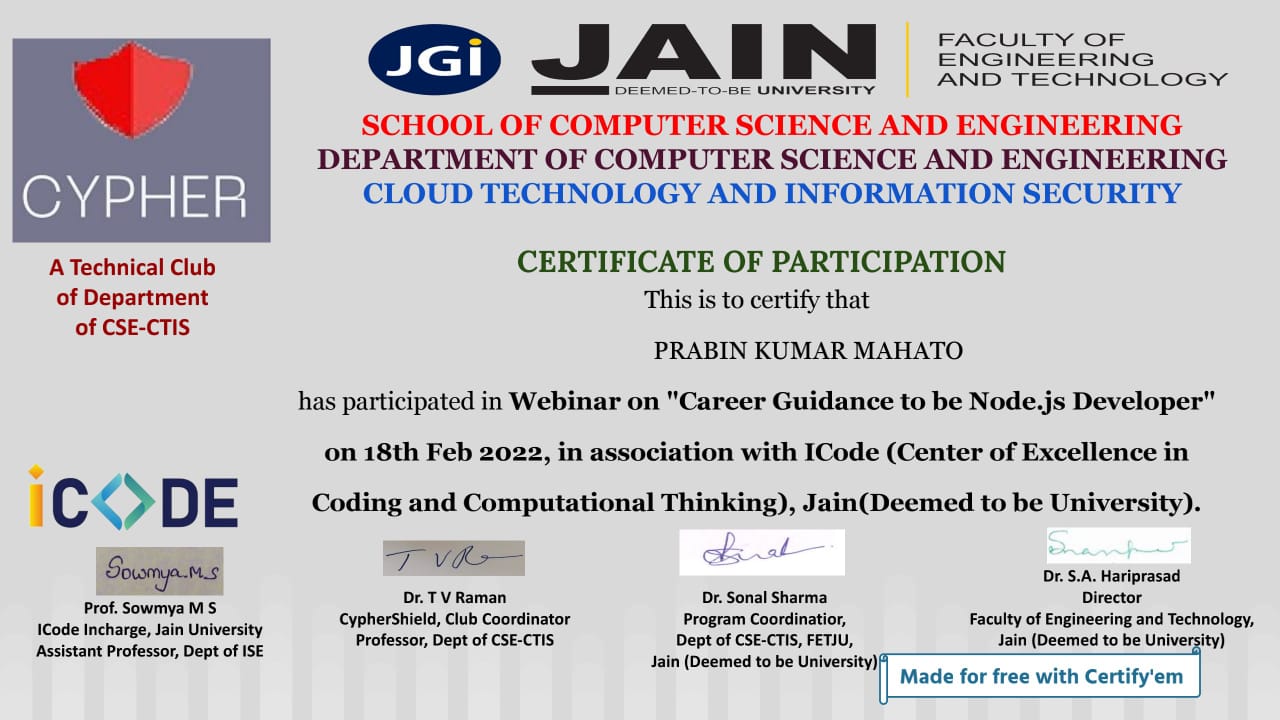 JGi
JAIN
DEEMED-TO-BE UNIVERSITY
FACULTY OF
ENGINEERING
AND TECHNOLOGY
CYPHER
A Technical Club
of Department
of CSE-CTIS
SCHOOL OF COMPUTER SCIENCE AND ENGINEERING
DEPARTMENT OF COMPUTER SCIENCE AND ENGINEERING
CLOUD TECHNOLOGY AND INFORMATION SECURITY
CERTIFICATE OF PARTICIPATION
This is to certify that
PRABIN KUMAR MAHATO
has participated in Webinar on "Career Guidance to be Node.js Developer"
on 18th Feb 2022, in association with ICode (Center of Excellence in
Coding and Computational Thinking), Jain(Deemed to be University).
iCODE
Sowmya.M.S
Prof. Sowmya M S
ICode Incharge, Jain University
Assistant Professor, Dept of ISE
Dr. T V Raman
CypherShield, Club Coordinator
Professor, Dept of CSE-CTIS
Dr. Sonal Sharma
Program Coordinatior,
Dept of CSE-CTIS, FETJU,
Jain (Deemed to be University)
Dr. S.A. Hariprasad
Director
Faculty of Engineering and Technology,
Jain (Deemed to be University)
Made for free with Certify'em